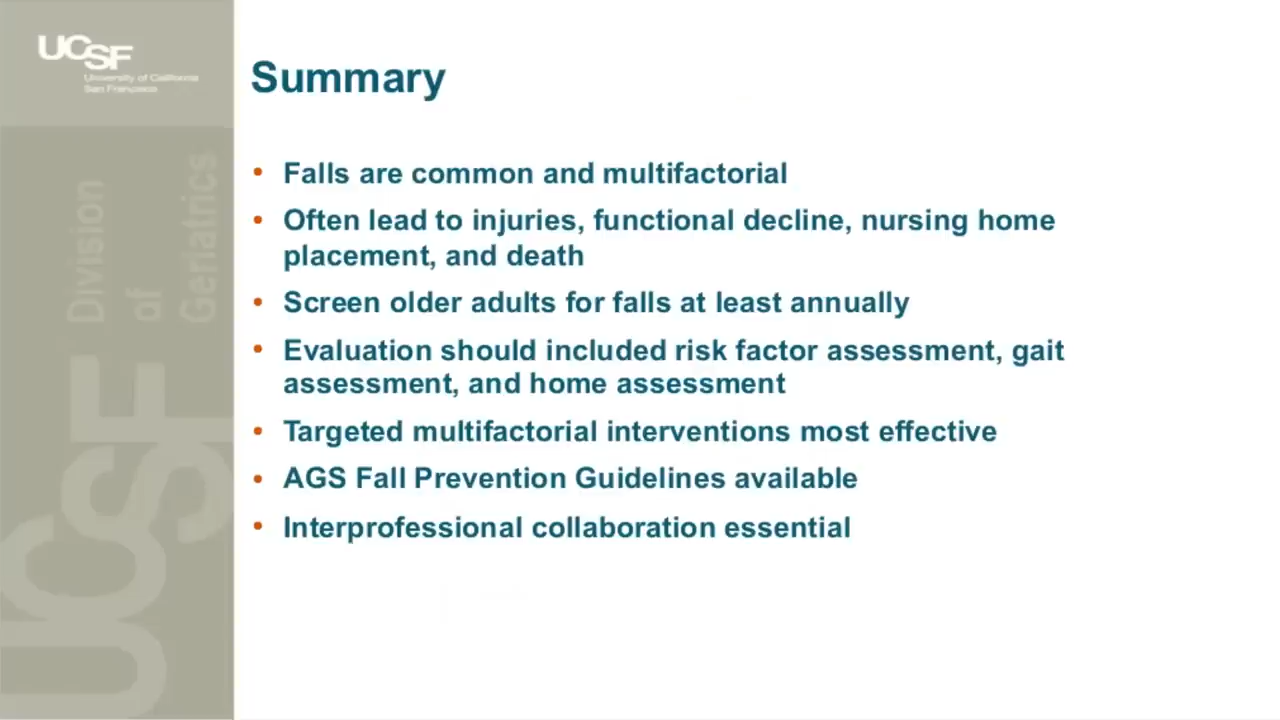 UCSF
University of California
San Francisco
Division
of
Geriatrics
UCSF
Summary
• Falls are common and multifactorial
• Often lead to injuries, functional decline, nursing home
placement, and death
• Screen older adults for falls at least annually
• Evaluation should included risk factor assessment, gait
assessment, and home assessment
• Targeted multifactorial interventions most effective
• AGS Fall Prevention Guidelines available
• Interprofessional collaboration essential